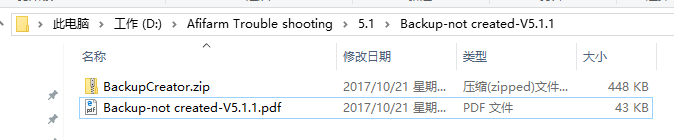 此电脑 › 工作 (D:) › Affarm Trouble shooting › 5.1 › Backup-not created-V5.1.1
名称 修改日期 类型 大小
BackupCreator.zip 2017/10/21 星期... 压缩(zipped)文件... 448 KB
Backup-not created-V5.1.1.pdf 2017/10/21 星期... PDF 文件 43 KB